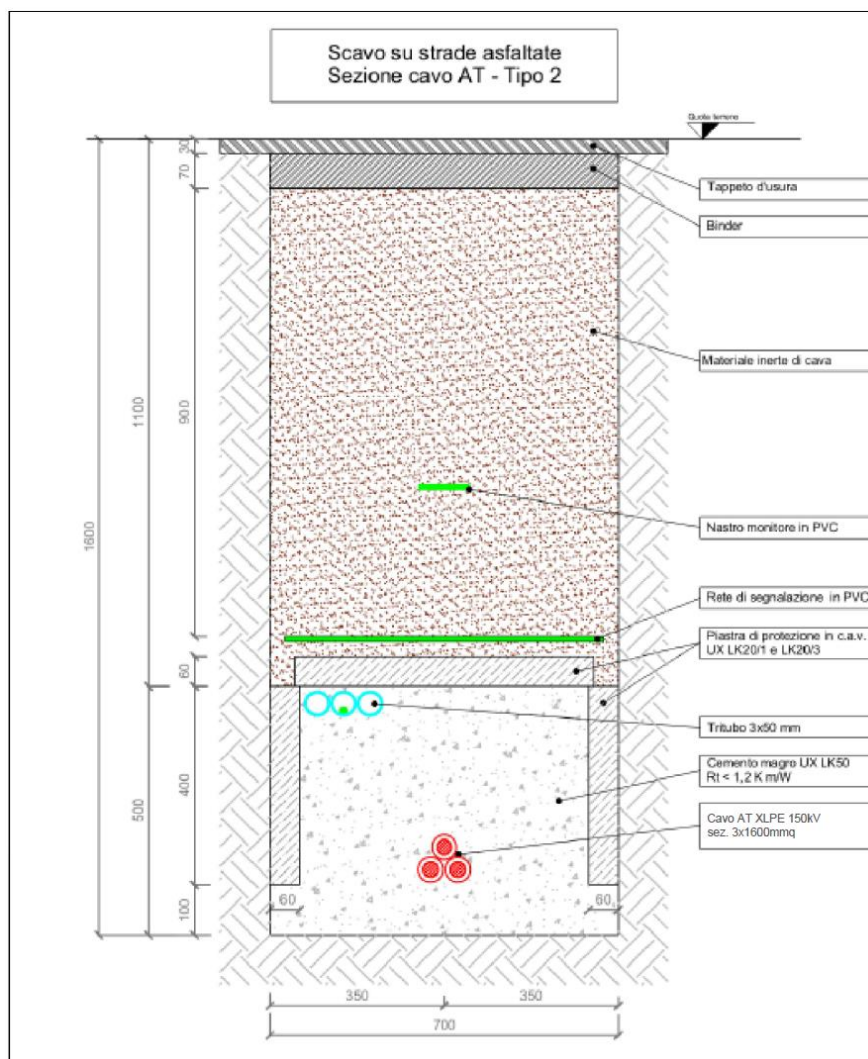 Scavo su strade asfaltate
Sezione cavo AT - Tipo 2
Quota terreno
30
70
Tappeto d'usura
Binder
Materiale inerte di cava
1100
900
1600
Nastro monitore in PVC
Rete di segnalazione in PVC
Piastra di protezione in c.a.v.
UX LK20/1 e LK20/3
60
Tritubo 3x50 mm
Cemento magro UX LK50
Rt < 1,2 K m/W
400
500
Cavo AT XLPE 150kV
sez. 3x1600mmq
60
60
100
350
350
700